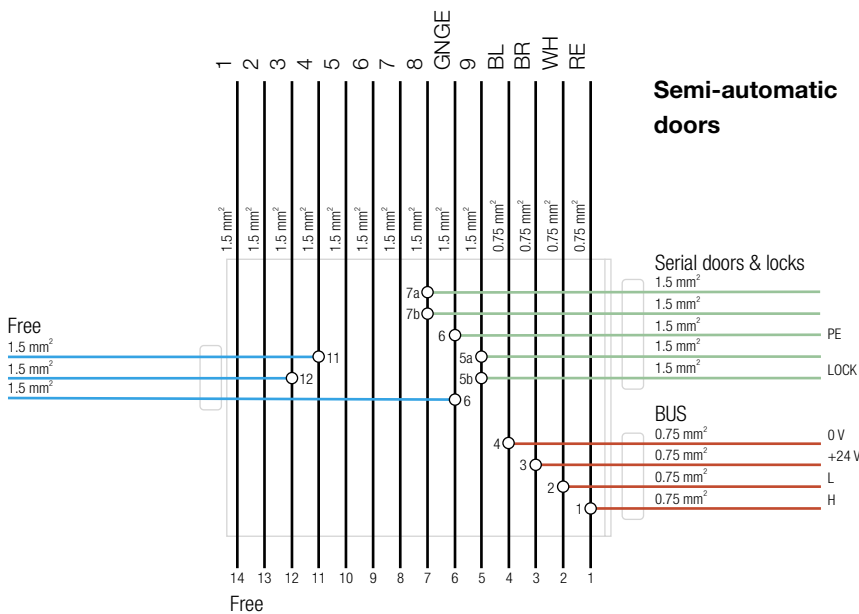 1 2 3 4 5 6 7 8 GNGE 9 BL BR WH RE
Semi-automatic
doors
1.5 mm² 1.5 mm² 1.5 mm² 1.5 mm² 1.5 mm² 1.5 mm² 1.5 mm² 1.5 mm² 1.5 mm² 1.5 mm² 0.75 mm² 0.75 mm² 0.75 mm² 0.75 mm²
Serial doors & locks
1.5 mm²
7a
1.5 mm²
7b
1.5 mm²
6 PE
Free
1.5 mm²
11
5a
1.5 mm²
1.5 mm²
12
5b
1.5 mm²
LOCK
1.5 mm²
6
BUS
0.75 mm²
0 V
4
0.75 mm²
+24 V
3
0.75 mm²
L
2
0.75 mm²
H
1
14 13 12 11 10 9 8 7 6 5 4 3 2 1
Free